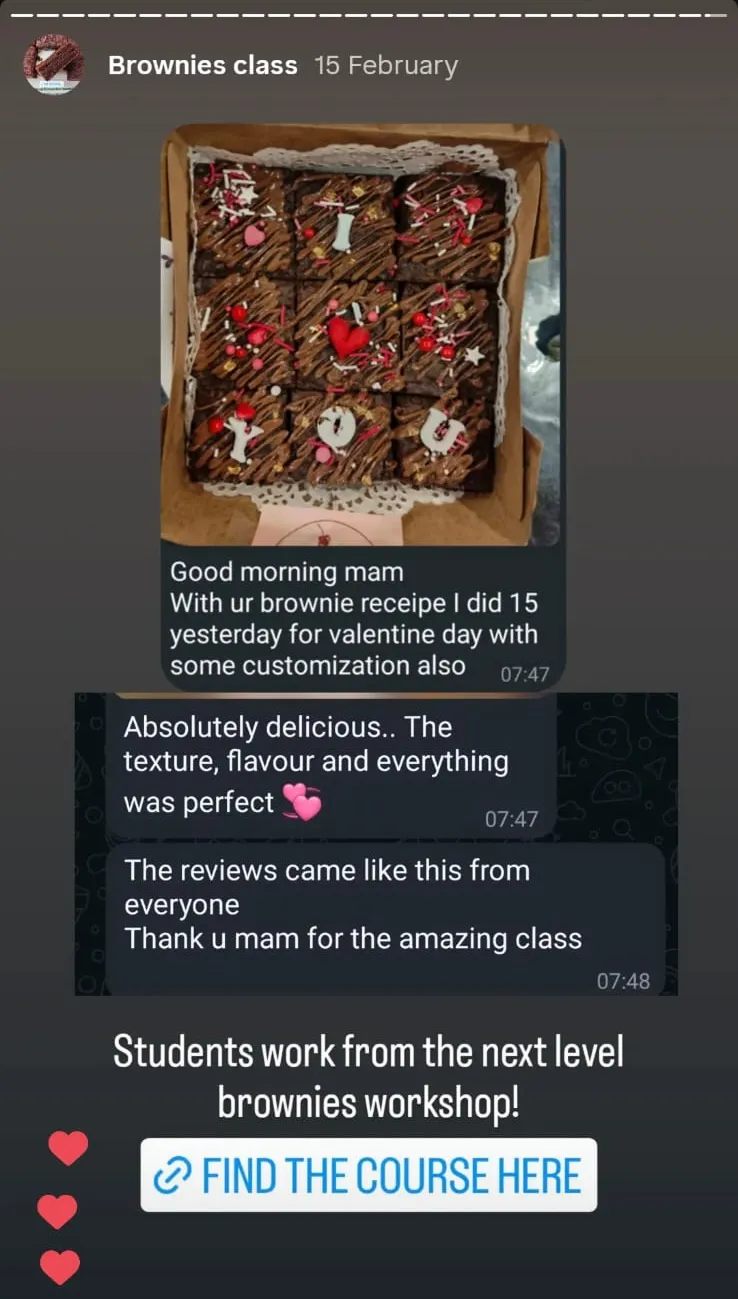 Brownies class 15 February
I
Y O U
Good morning mam
With ur brownie receipe I did 15
yesterday for valentine day with
some customization also 07:47
Absolutely delicious.. The
texture, flavour and everything
was perfect 💞
07:47
The reviews came like this from
everyone
Thank u mam for the amazing class
07:48
Students work from the next level
brownies workshop!
FIND THE COURSE HERE